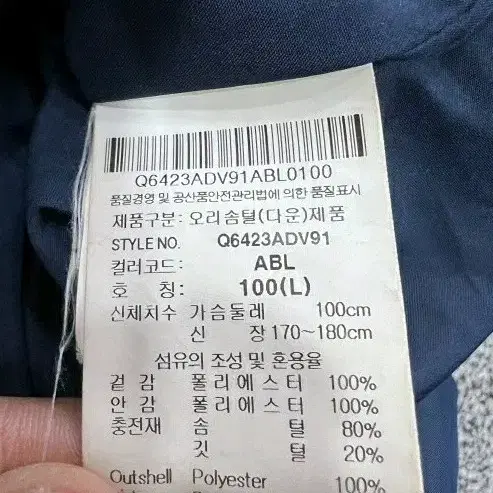 Q6423ADV91ABL0100
품질경영 및 공산품안전관리법에 의한 품질표시
제품구분: 오리솜털(다운)제품
STYLE NO. Q6423ADV91
컬러코드: ABL
호 칭: 100(L)
신체치수 가슴둘레 100cm
신 장 170~180cm
섬유의 조성 및 혼용율
겉 감 폴리에스터 100%
안 감 폴리에스터 100%
충전재 솜 털 80%
깃 털 20%
Outshell Polyester 100%